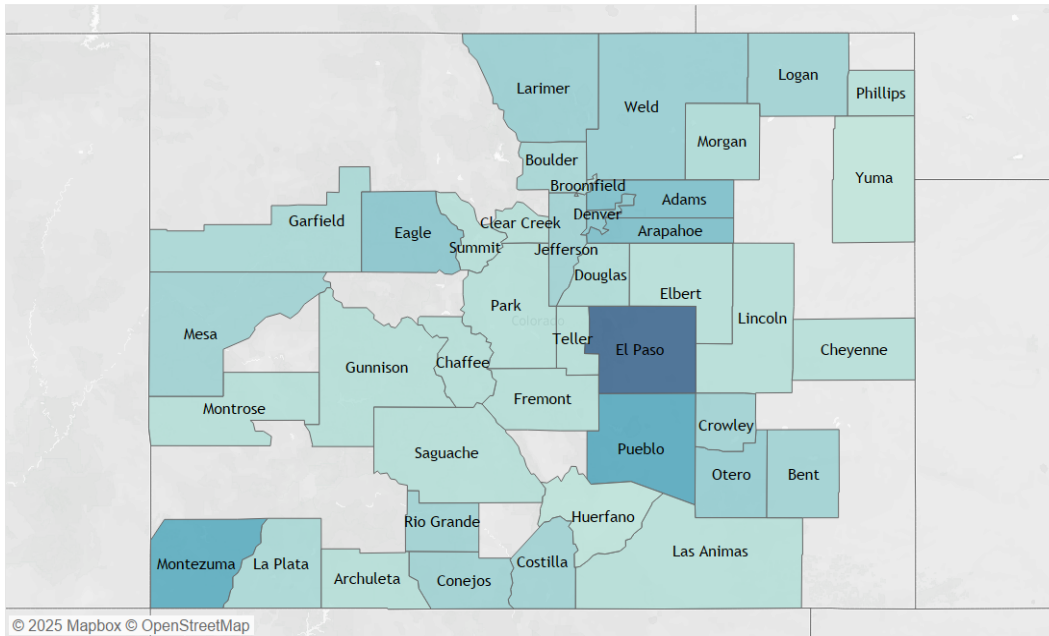 Larimer
Weld
Logan
Phillips
Morgan
Boulder
Broomfield
Yuma
Adams
Denver
Clear Creek
Garfield
Eagle
Summit
Arapahoe
Jefferson
Douglas
Elbert
Park
Lincoln
Colorado
Mesa
Teller
El Paso
Cheyenne
Chaffee
Gunnison
Fremont
Montrose
Crowley
Pueblo
Saguache
Otero
Bent
Huerfano
Rio Grande
Las Animas
Montezuma
La Plata
Costilla
Archuleta
Conejos
© 2025 Mapbox © OpenStreetMap